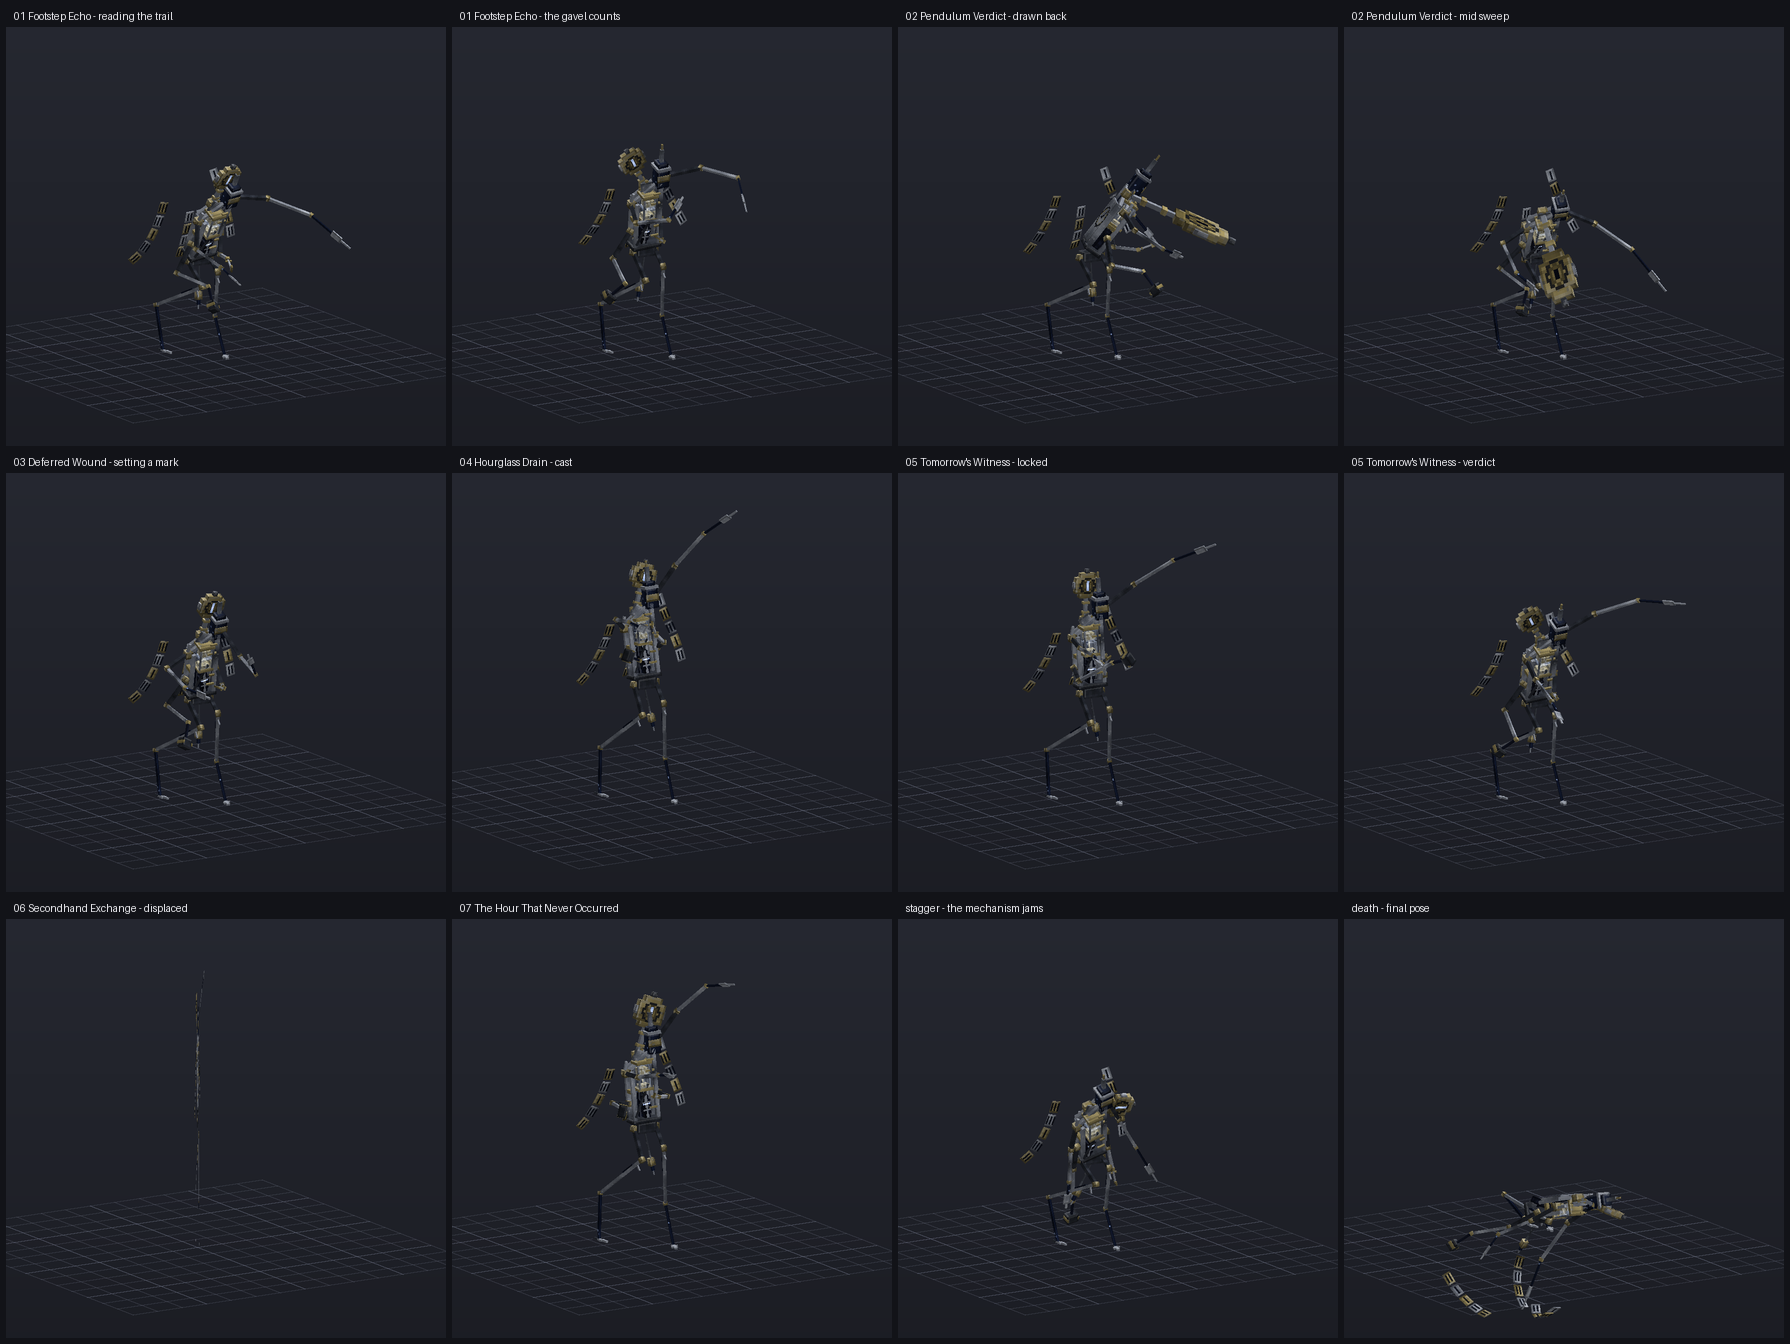 01 Footstep Echo - reading the trail
01 Footstep Echo - the gavel counts
02 Pendulum Verdict - drawn back
02 Pendulum Verdict - mid sweep
03 Deferred Wound - setting a mark
04 Hourglass Drain - cast
05 Tomorrow's Witness - locked
05 Tomorrow's Witness - verdict
06 Secondhand Exchange - displaced
07 The Hour That Never Occurred
stagger - the mechanism jams
death - final pose